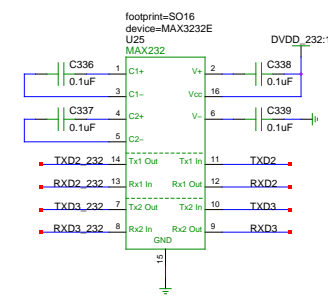 footprint=SO16
device=MAX3232E
U25
MAX232
DVDD_232:1
C336
0.1uF
1 C1+
3 C1−
C337
0.1uF
4 C2+
5 C2−
V+ 2
Vcc 16
V− 6
C338
0.1uF
C339
0.1uF
TXD2_232 14 Tx1 Out Tx1 In 11 TXD2
RXD2_232 13 Rx1 In Rx1 Out 12 RXD2
TXD3_232 7 Tx2 Out Tx2 In 10 TXD3
RXD3_232 8 Rx2 In Rx2 Out 9 RXD3
GND
15